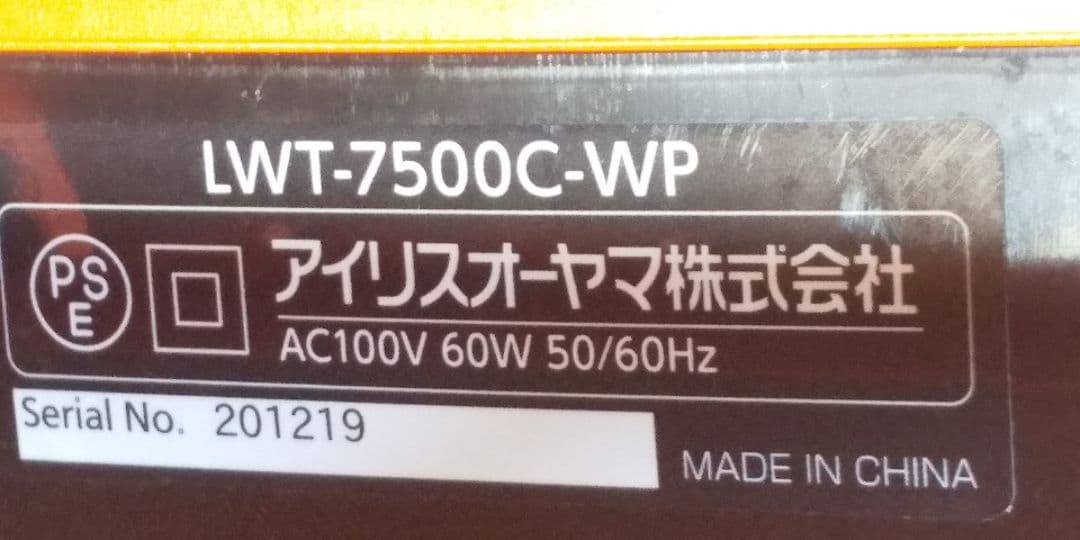 LWT-7500C-WP
PS
E
アイリスオーヤマ株式会社
AC100V 60W 50/60Hz
Serial No. 201219
MADE IN CHINA